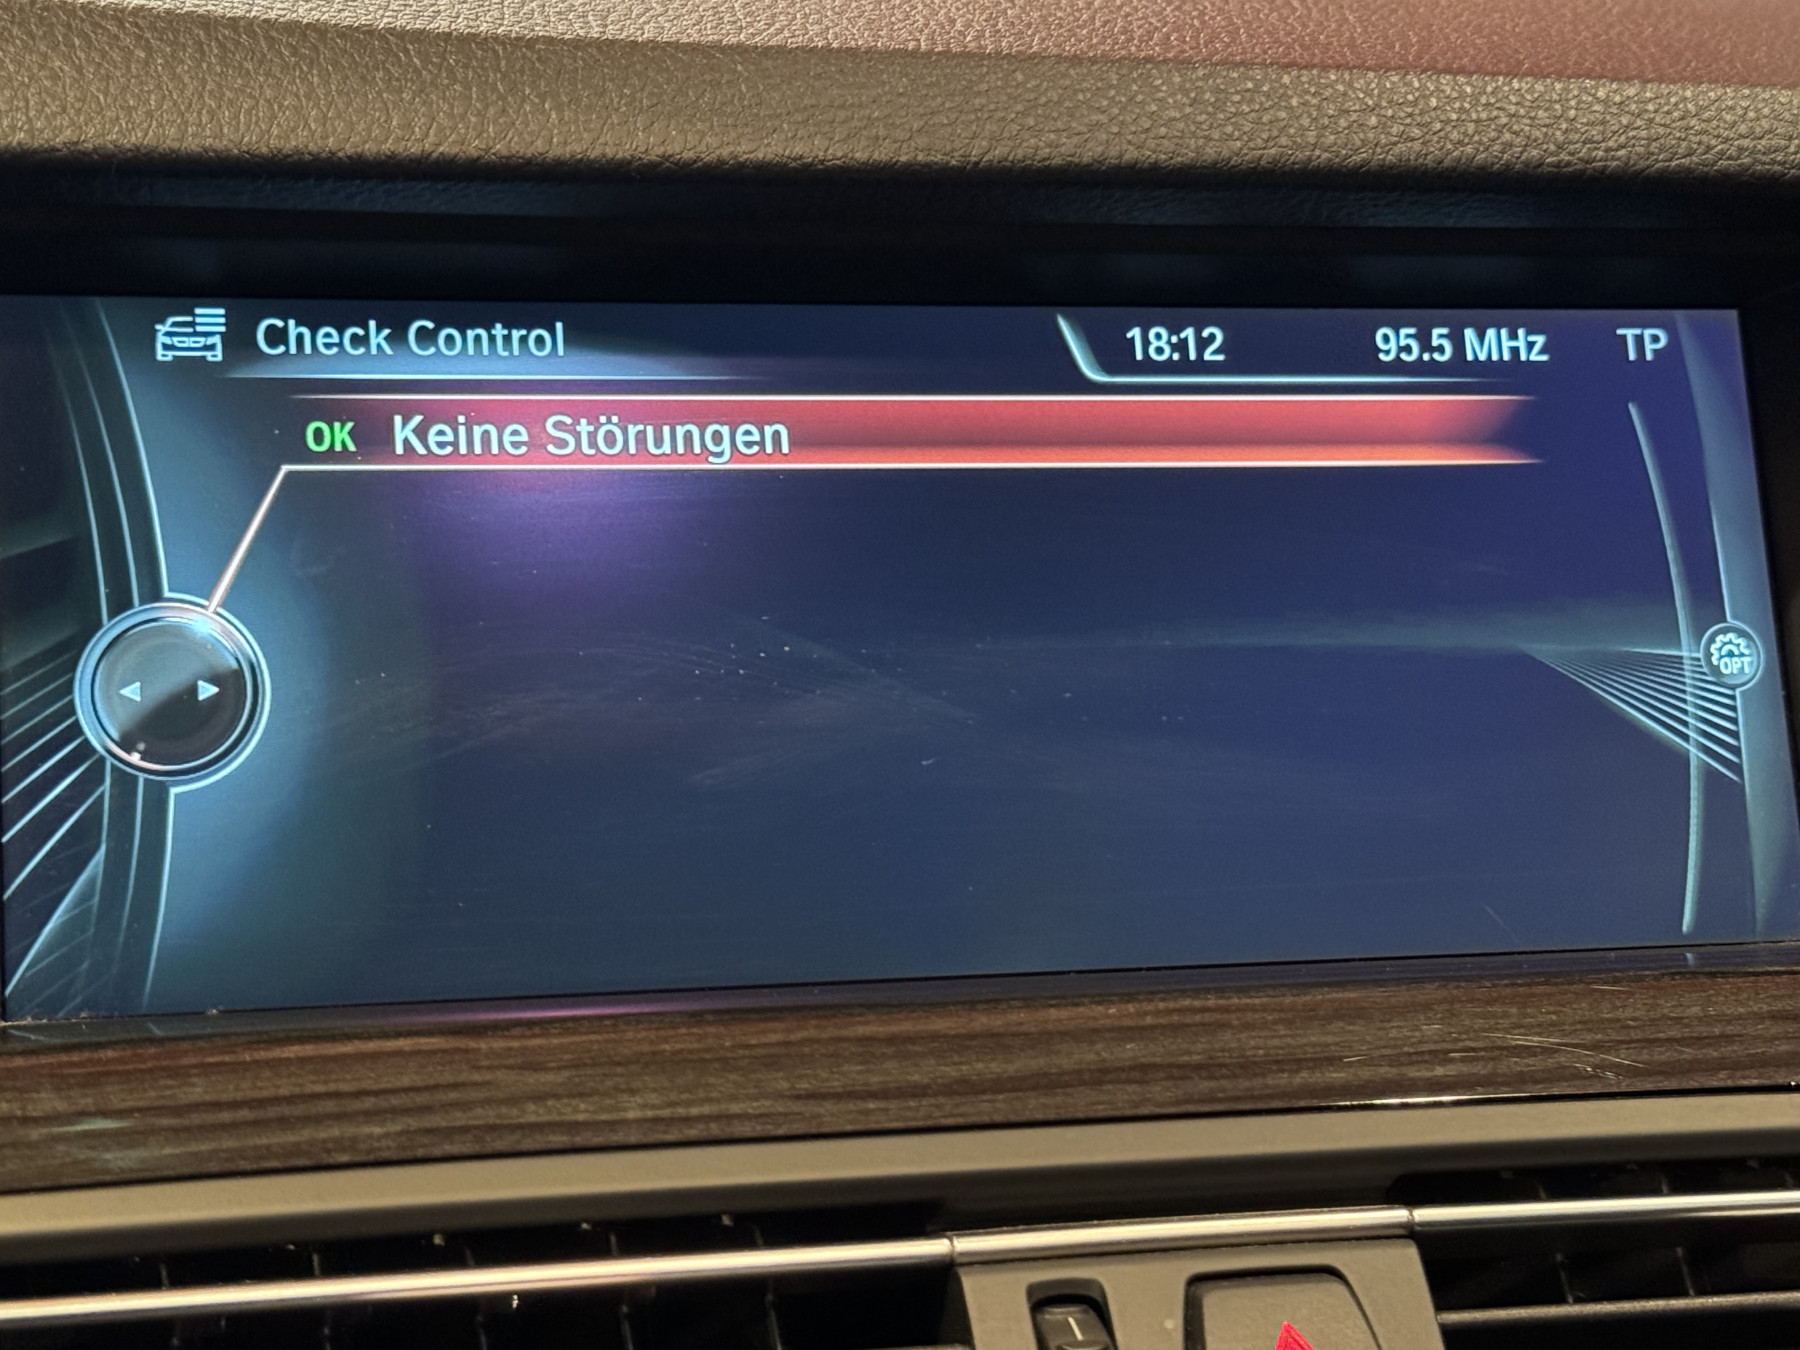 Check Control 18:12 95.5 MHz TP
OK Keine Störungen
OPT